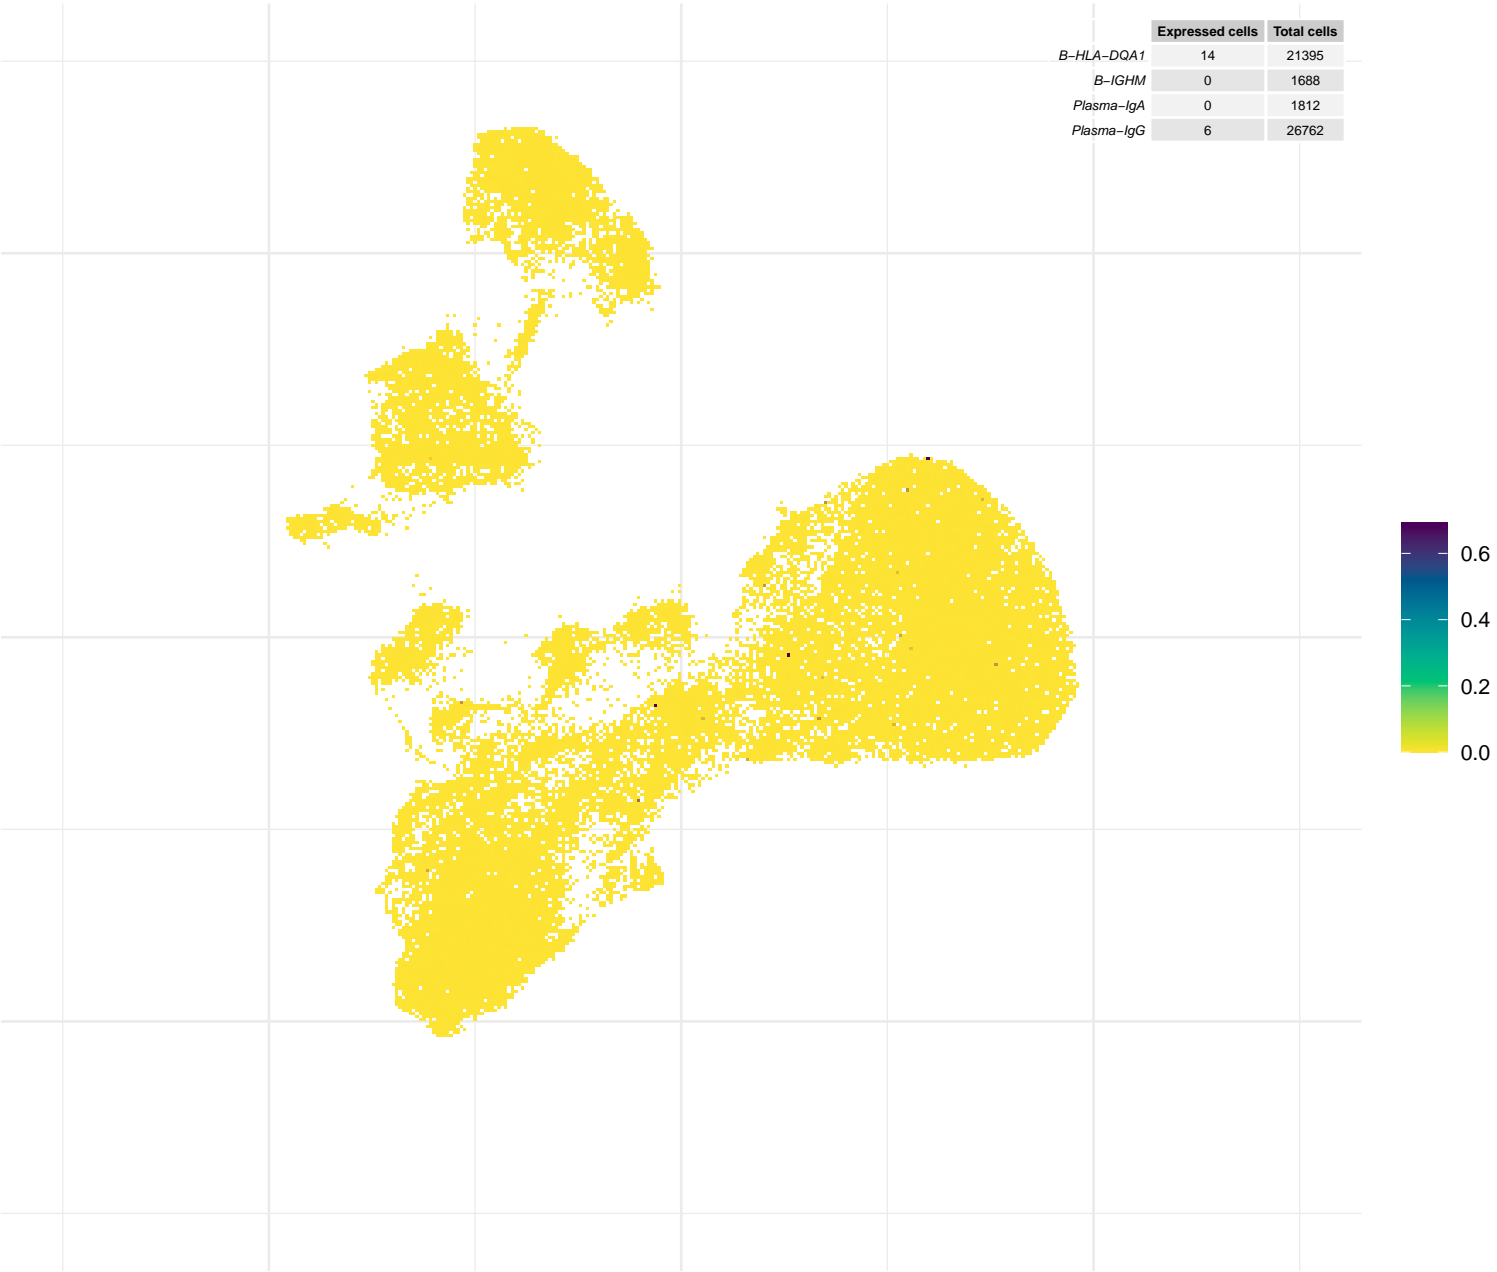 Expressed cells Total cells
B−HLA−DQA1 14 21395
B−IGHM 0 1688
Plasma−IgA 0 1812
Plasma−IgG 6 26762
0.6
0.4
0.2
0.0